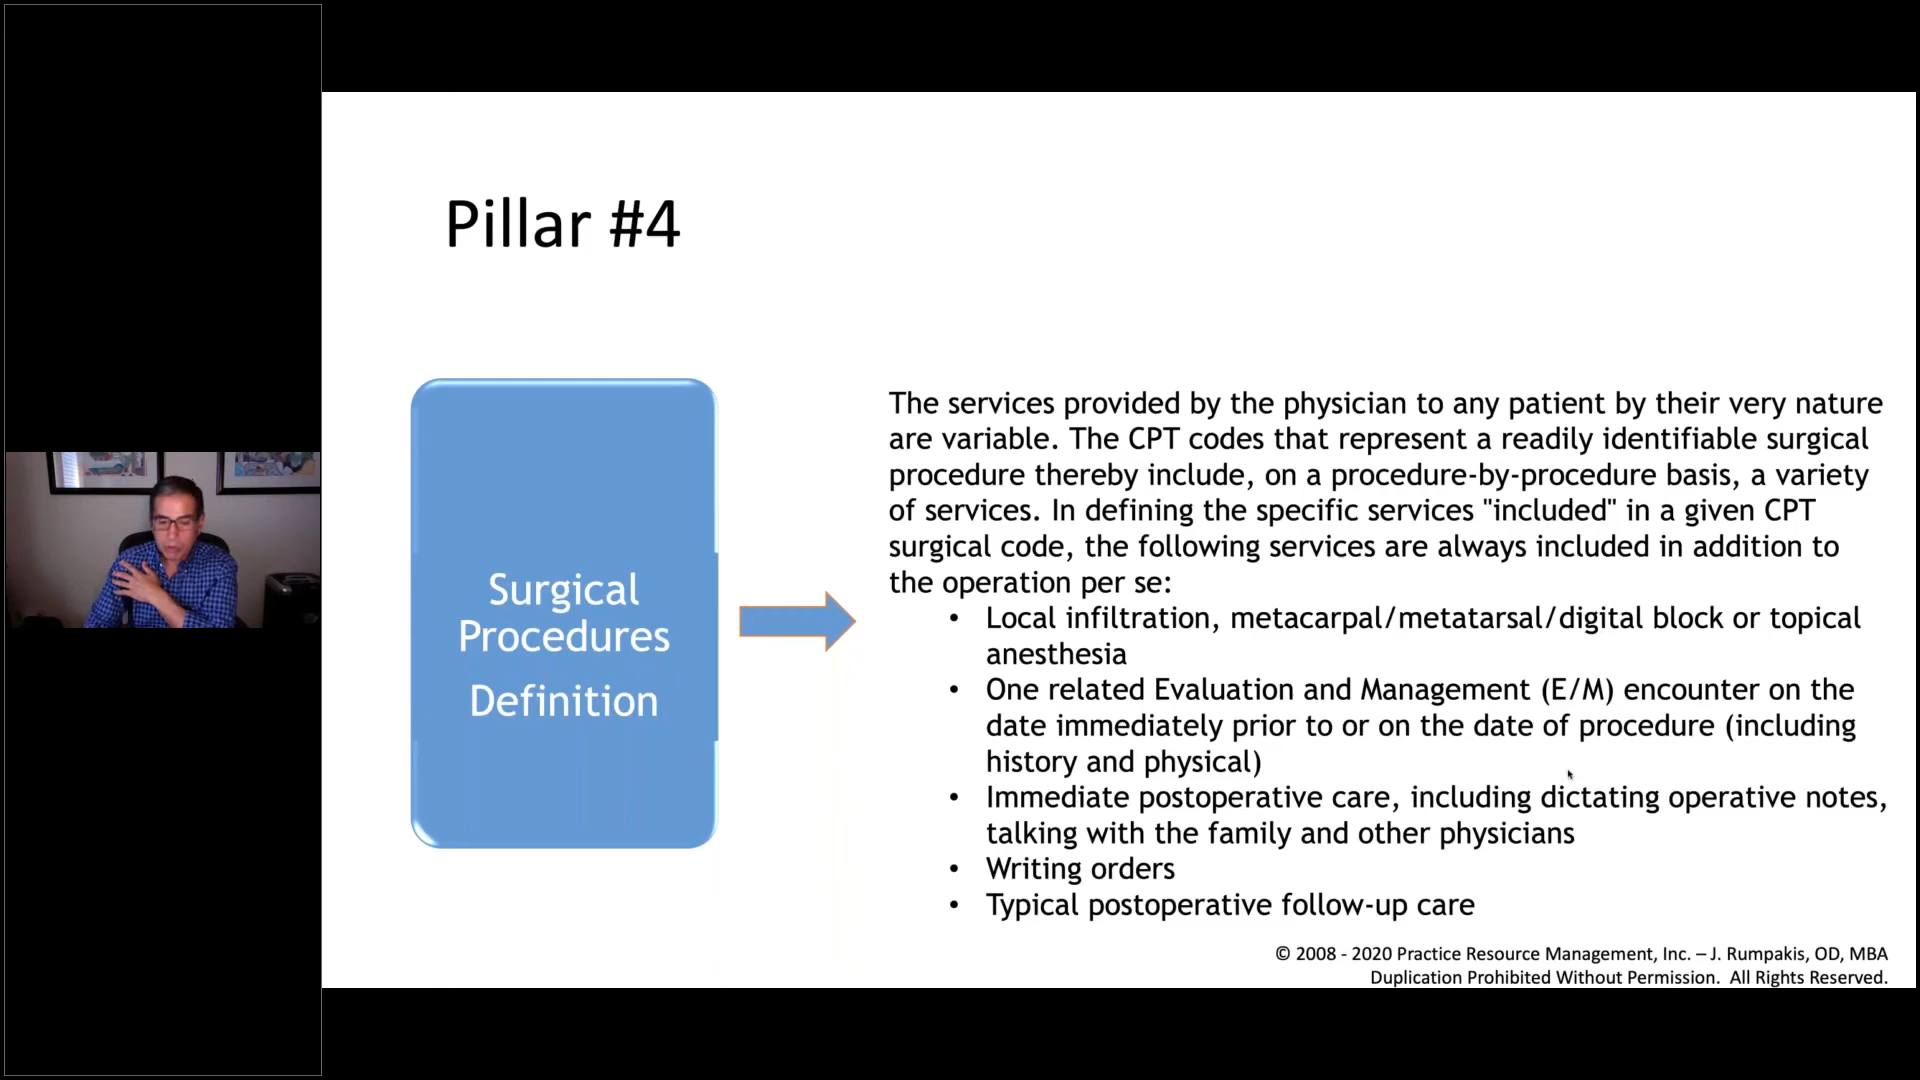 Pillar #4
Surgical
Procedures
Definition
The services provided by the physician to any patient by their very nature
are variable. The CPT codes that represent a readily identifiable surgical
procedure thereby include, on a procedure-by-procedure basis, a variety
of services. In defining the specific services "included" in a given CPT
surgical code, the following services are always included in addition to
the operation per se:
• Local infiltration, metacarpal/metatarsal/digital block or topical
anesthesia
• One related Evaluation and Management (E/M) encounter on the
date immediately prior to or on the date of procedure (including
history and physical)
• Immediate postoperative care, including dictating operative notes,
talking with the family and other physicians
• Writing orders
• Typical postoperative follow-up care
© 2008 - 2020 Practice Resource Management, Inc. – J. Rumpakis, OD, MBA
Duplication Prohibited Without Permission. All Rights Reserved.